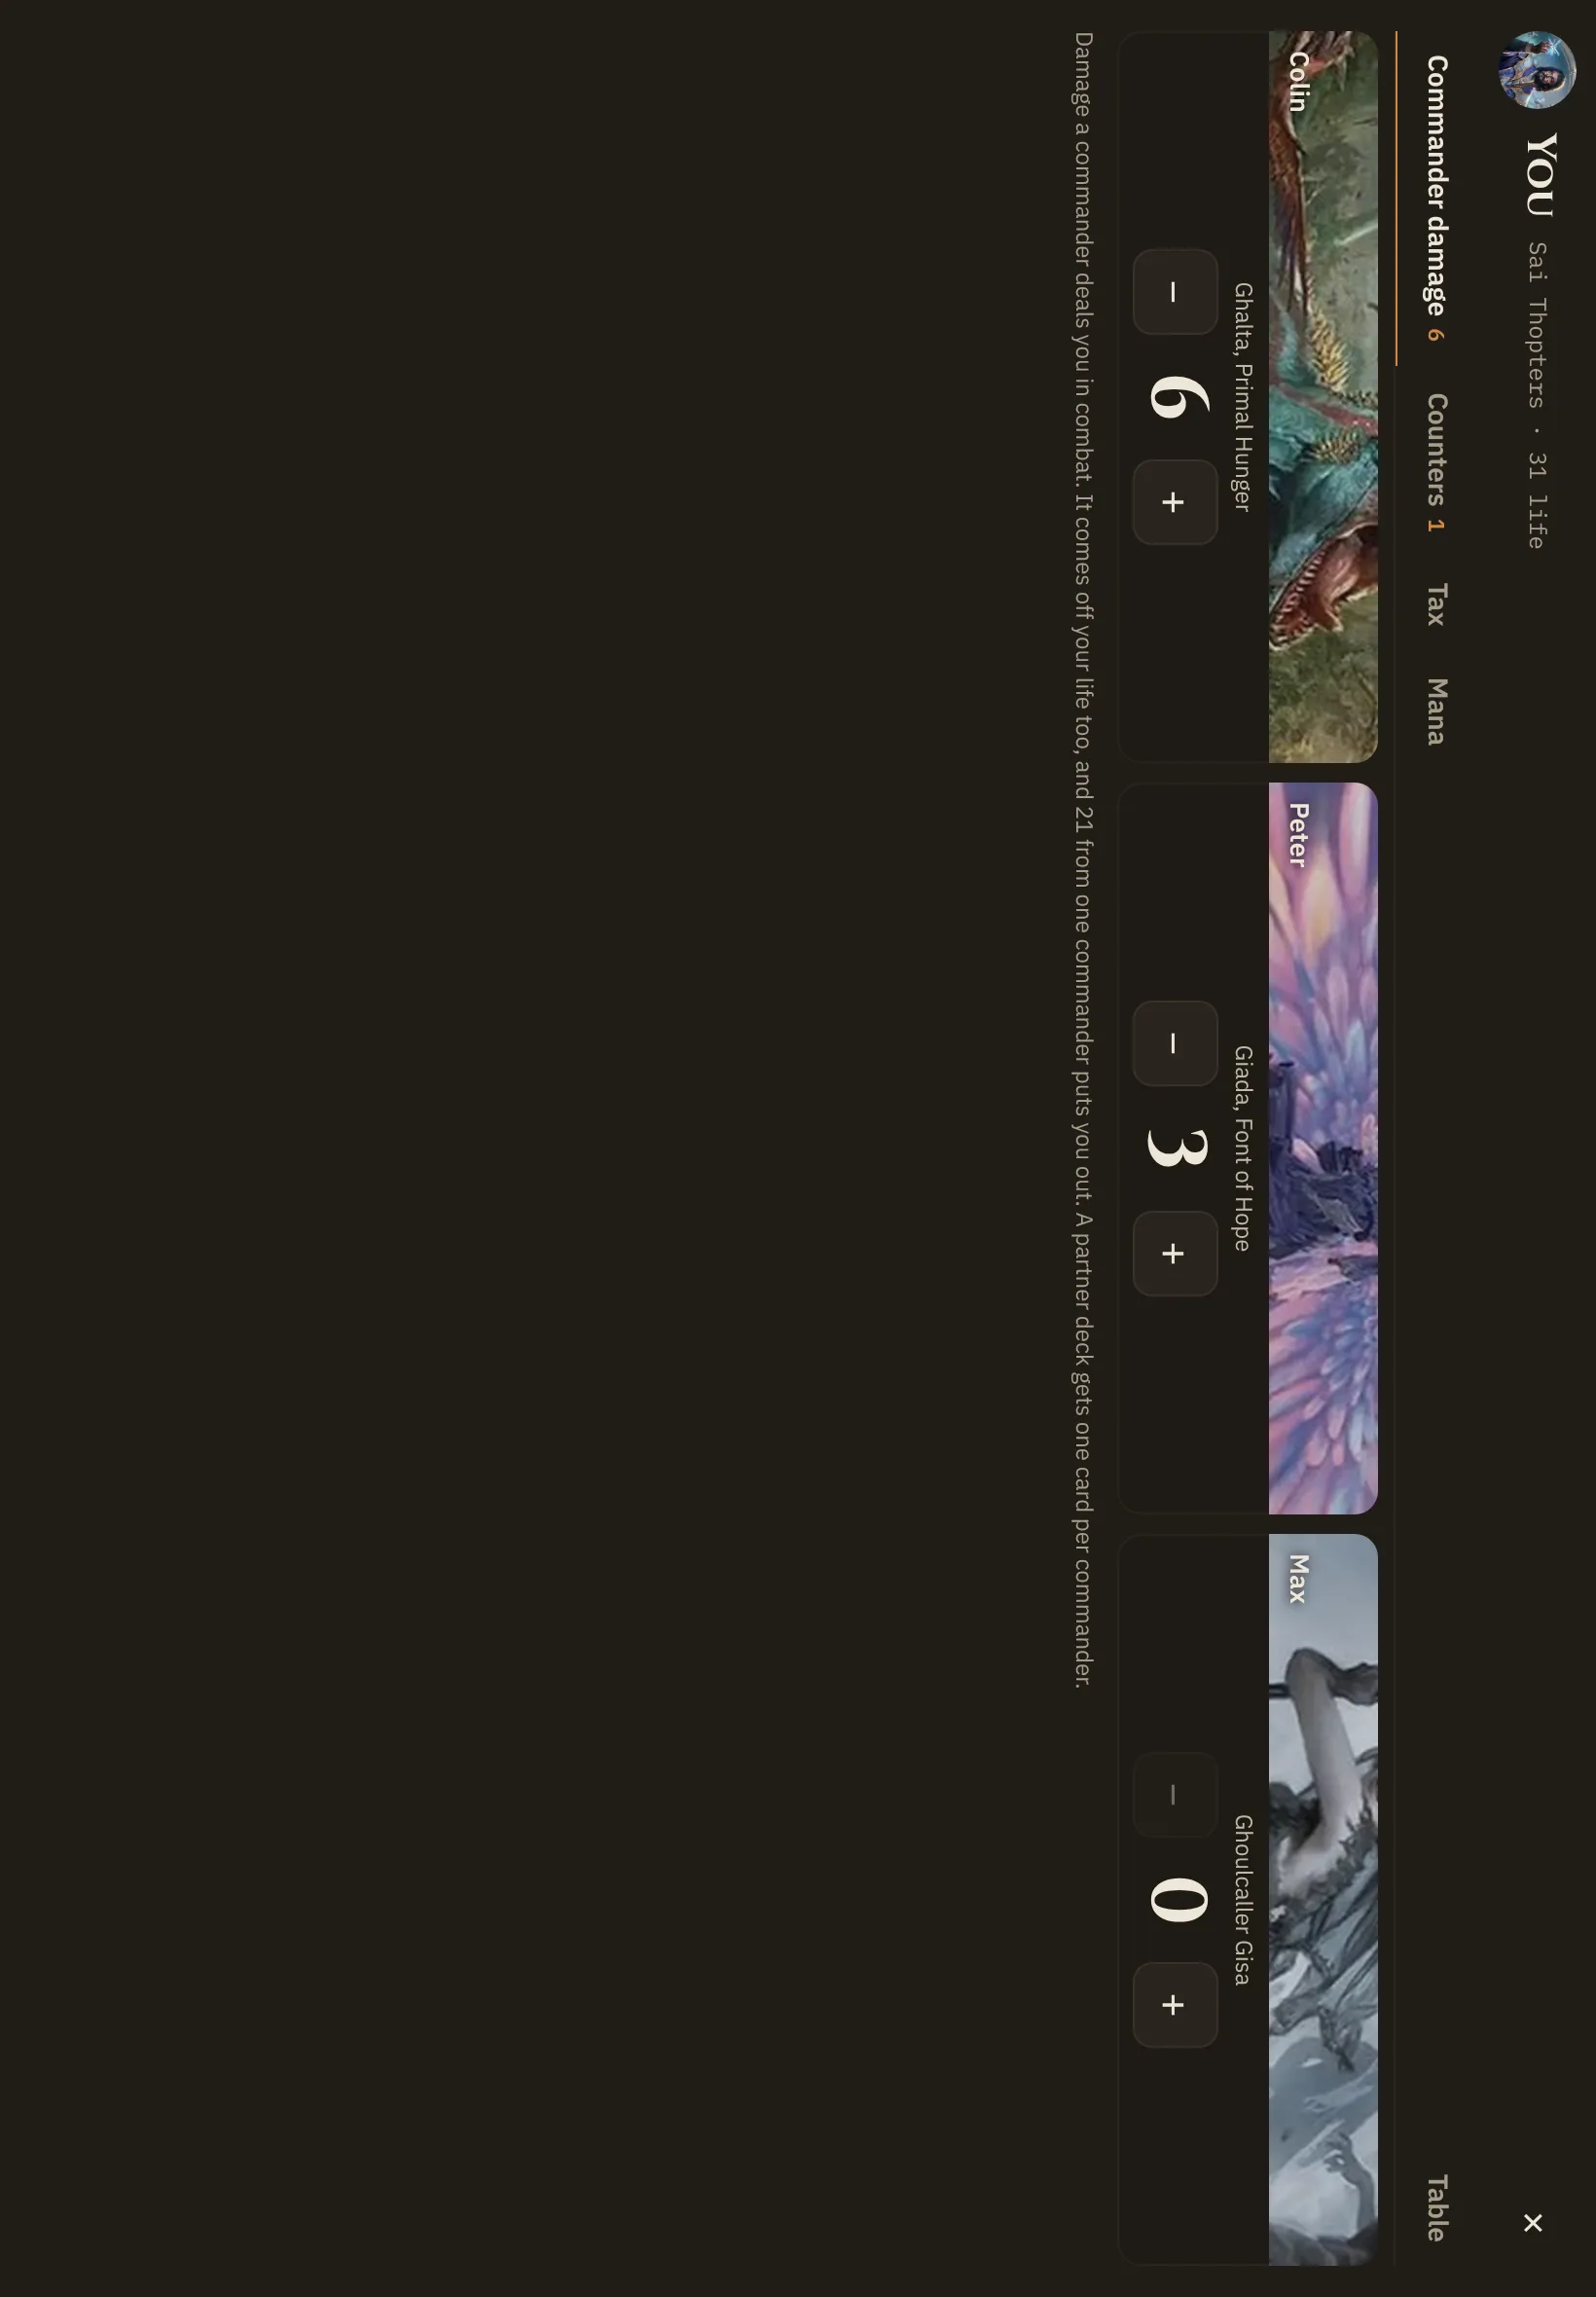 YOU Sai Thopters · 31 life ×
Commander damage 6 Counters 1 Tax Mana Table
Colin
Ghalta, Primal Hunger
− 6 +
Peter
Giada, Font of Hope
− 3 +
Max
Ghoulcaller Gisa
− 0 +
Damage a commander deals you in combat. It comes off your life too, and 21 from one commander puts you out. A partner deck gets one card per commander.